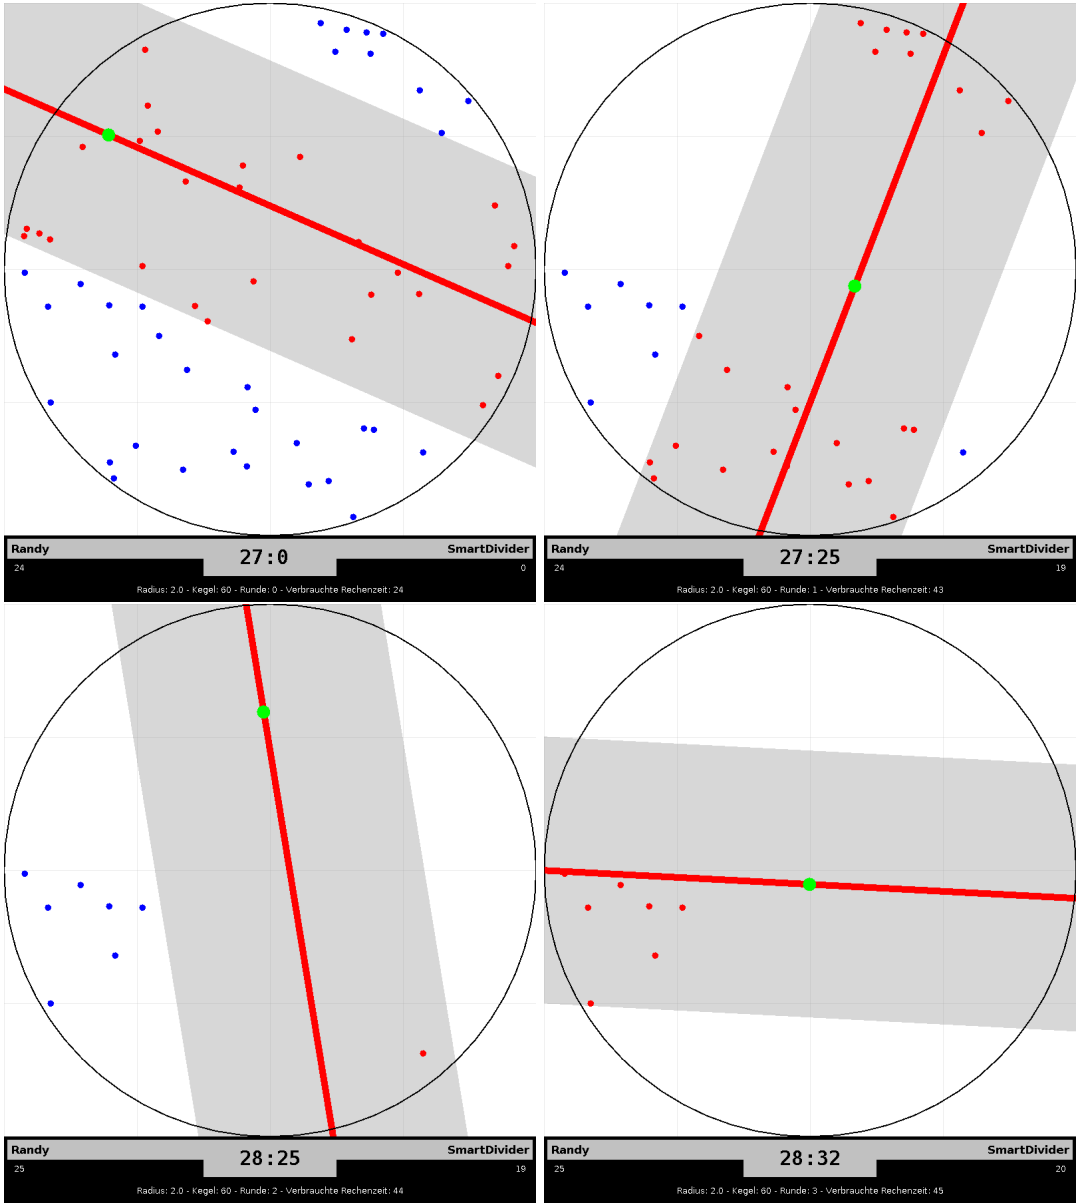 Randy 27:0 SmartDivider
24 0
Radius: 2.0 - Kegel: 60 - Runde: 0 - Verbrauchte Rechenzeit: 24
Randy 27:25 SmartDivider
24 19
Radius: 2.0 - Kegel: 60 - Runde: 1 - Verbrauchte Rechenzeit: 43
Randy 28:25 SmartDivider
25 19
Radius: 2.0 - Kegel: 60 - Runde: 2 - Verbrauchte Rechenzeit: 44
Randy 28:32 SmartDivider
25 20
Radius: 2.0 - Kegel: 60 - Runde: 3 - Verbrauchte Rechenzeit: 45